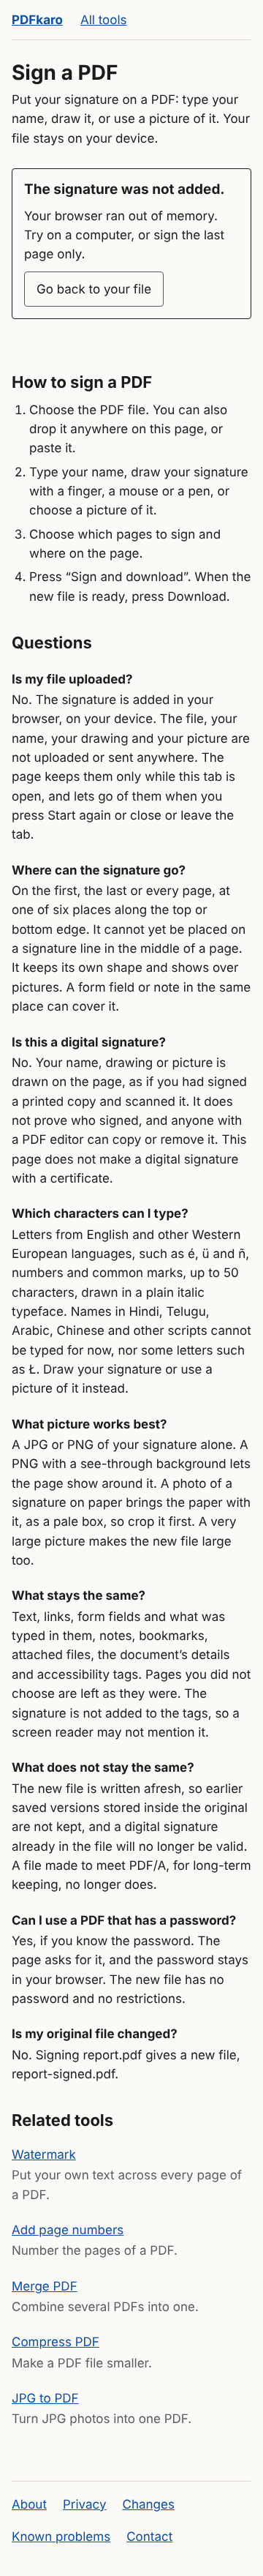 PDFkaro All tools
Sign a PDF
Put your signature on a PDF: type your
name, draw it, or use a picture of it. Your
file stays on your device.
The signature was not added.
Your browser ran out of memory.
Try on a computer, or sign the last
page only.
Go back to your file
How to sign a PDF
1. Choose the PDF file. You can also
drop it anywhere on this page, or
paste it.
2. Type your name, draw your signature
with a finger, a mouse or a pen, or
choose a picture of it.
3. Choose which pages to sign and
where on the page.
4. Press “Sign and download”. When the
new file is ready, press Download.
Questions
Is my file uploaded?
No. The signature is added in your
browser, on your device. The file, your
name, your drawing and your picture are
not uploaded or sent anywhere. The
page keeps them only while this tab is
open, and lets go of them when you
press Start again or close or leave the
tab.
Where can the signature go?
On the first, the last or every page, at
one of six places along the top or
bottom edge. It cannot yet be placed on
a signature line in the middle of a page.
It keeps its own shape and shows over
pictures. A form field or note in the same
place can cover it.
Is this a digital signature?
No. Your name, drawing or picture is
drawn on the page, as if you had signed
a printed copy and scanned it. It does
not prove who signed, and anyone with
a PDF editor can copy or remove it. This
page does not make a digital signature
with a certificate.
Which characters can I type?
Letters from English and other Western
European languages, such as é, ü and ñ,
numbers and common marks, up to 50
characters, drawn in a plain italic
typeface. Names in Hindi, Telugu,
Arabic, Chinese and other scripts cannot
be typed for now, nor some letters such
as Ł. Draw your signature or use a
picture of it instead.
What picture works best?
A JPG or PNG of your signature alone. A
PNG with a see-through background lets
the page show around it. A photo of a
signature on paper brings the paper with
it, as a pale box, so crop it first. A very
large picture makes the new file large
too.
What stays the same?
Text, links, form fields and what was
typed in them, notes, bookmarks,
attached files, the document’s details
and accessibility tags. Pages you did not
choose are left as they were. The
signature is not added to the tags, so a
screen reader may not mention it.
What does not stay the same?
The new file is written afresh, so earlier
saved versions stored inside the original
are not kept, and a digital signature
already in the file will no longer be valid.
A file made to meet PDF/A, for long-term
keeping, no longer does.
Can I use a PDF that has a password?
Yes, if you know the password. The
page asks for it, and the password stays
in your browser. The new file has no
password and no restrictions.
Is my original file changed?
No. Signing report.pdf gives a new file,
report-signed.pdf.
Related tools
Watermark
Put your own text across every page of
a PDF.
Add page numbers
Number the pages of a PDF.
Merge PDF
Combine several PDFs into one.
Compress PDF
Make a PDF file smaller.
JPG to PDF
Turn JPG photos into one PDF.
About Privacy Changes
Known problems Contact